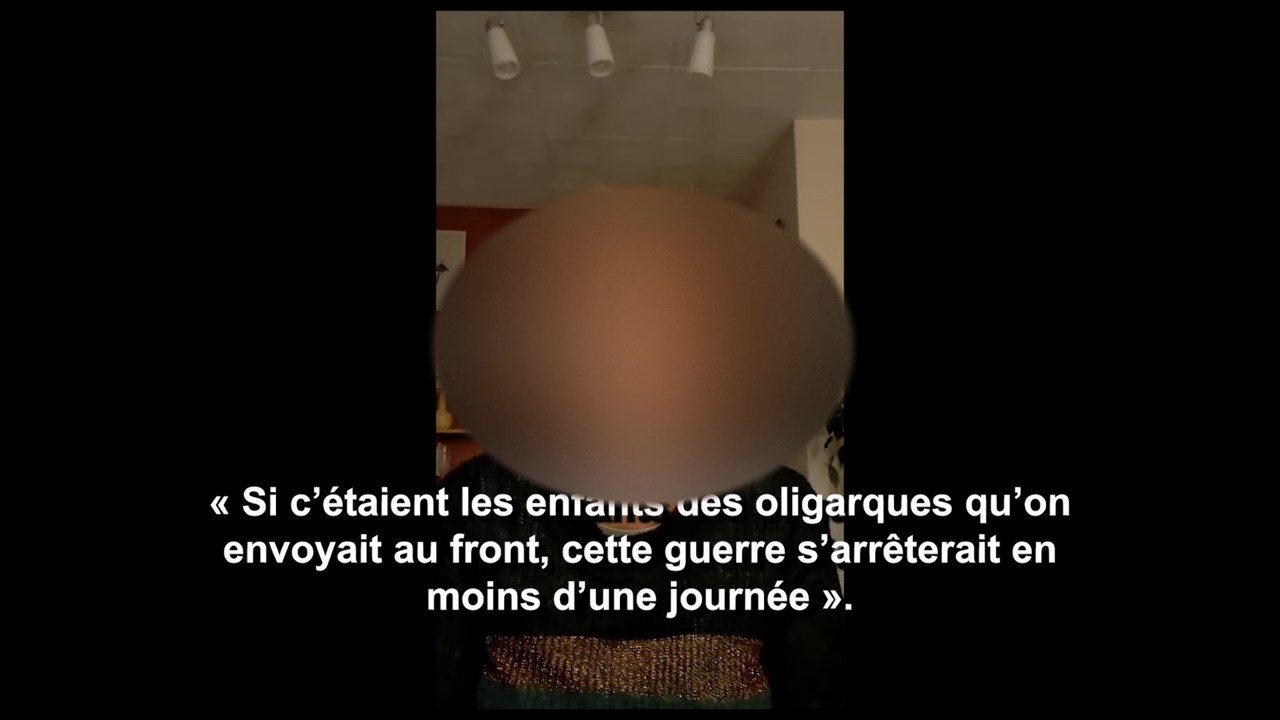 « Si c’étaient les enfants des oligarques qu’on
envoyait au front, cette guerre s’arrêterait en
moins d’une journée ».